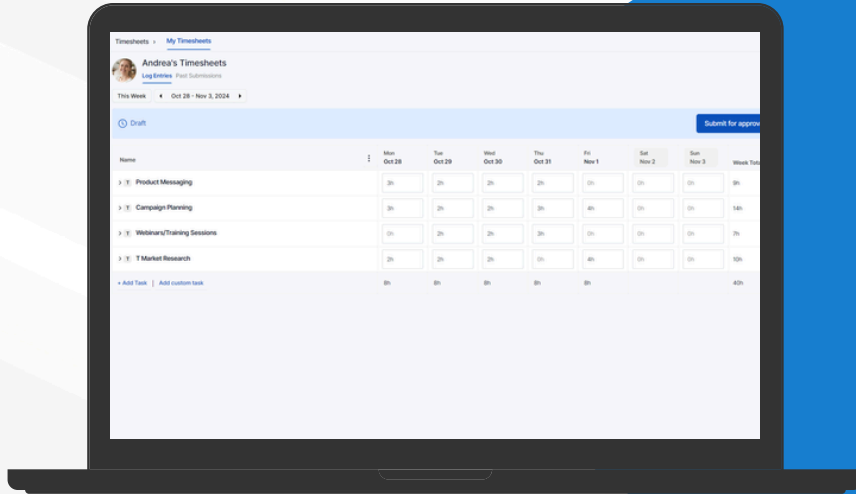 Timesheets › My Timesheets
Andrea's Timesheets
Log Entries Past Submissions
This Week Oct 28 - Nov 3, 2024
Draft Submit for approv
Mon Tue Wed Thu Fri Sat Sun
Name Oct 28 Oct 29 Oct 30 Oct 31 Nov 1 Nov 2 Nov 3 Week Tota
› T Product Messaging 3h 2h 2h 2h 0h 0h 0h 9h
› T Campaign Planning 3h 2h 2h 3h 4h 0h 0h 14h
› T Webinars/Training Sessions 0h 2h 2h 3h 0h 0h 0h 7h
› T T Market Research 2h 2h 2h 0h 4h 0h 0h 10h
+ Add Task | Add custom task 8h 8h 8h 8h 8h 40h